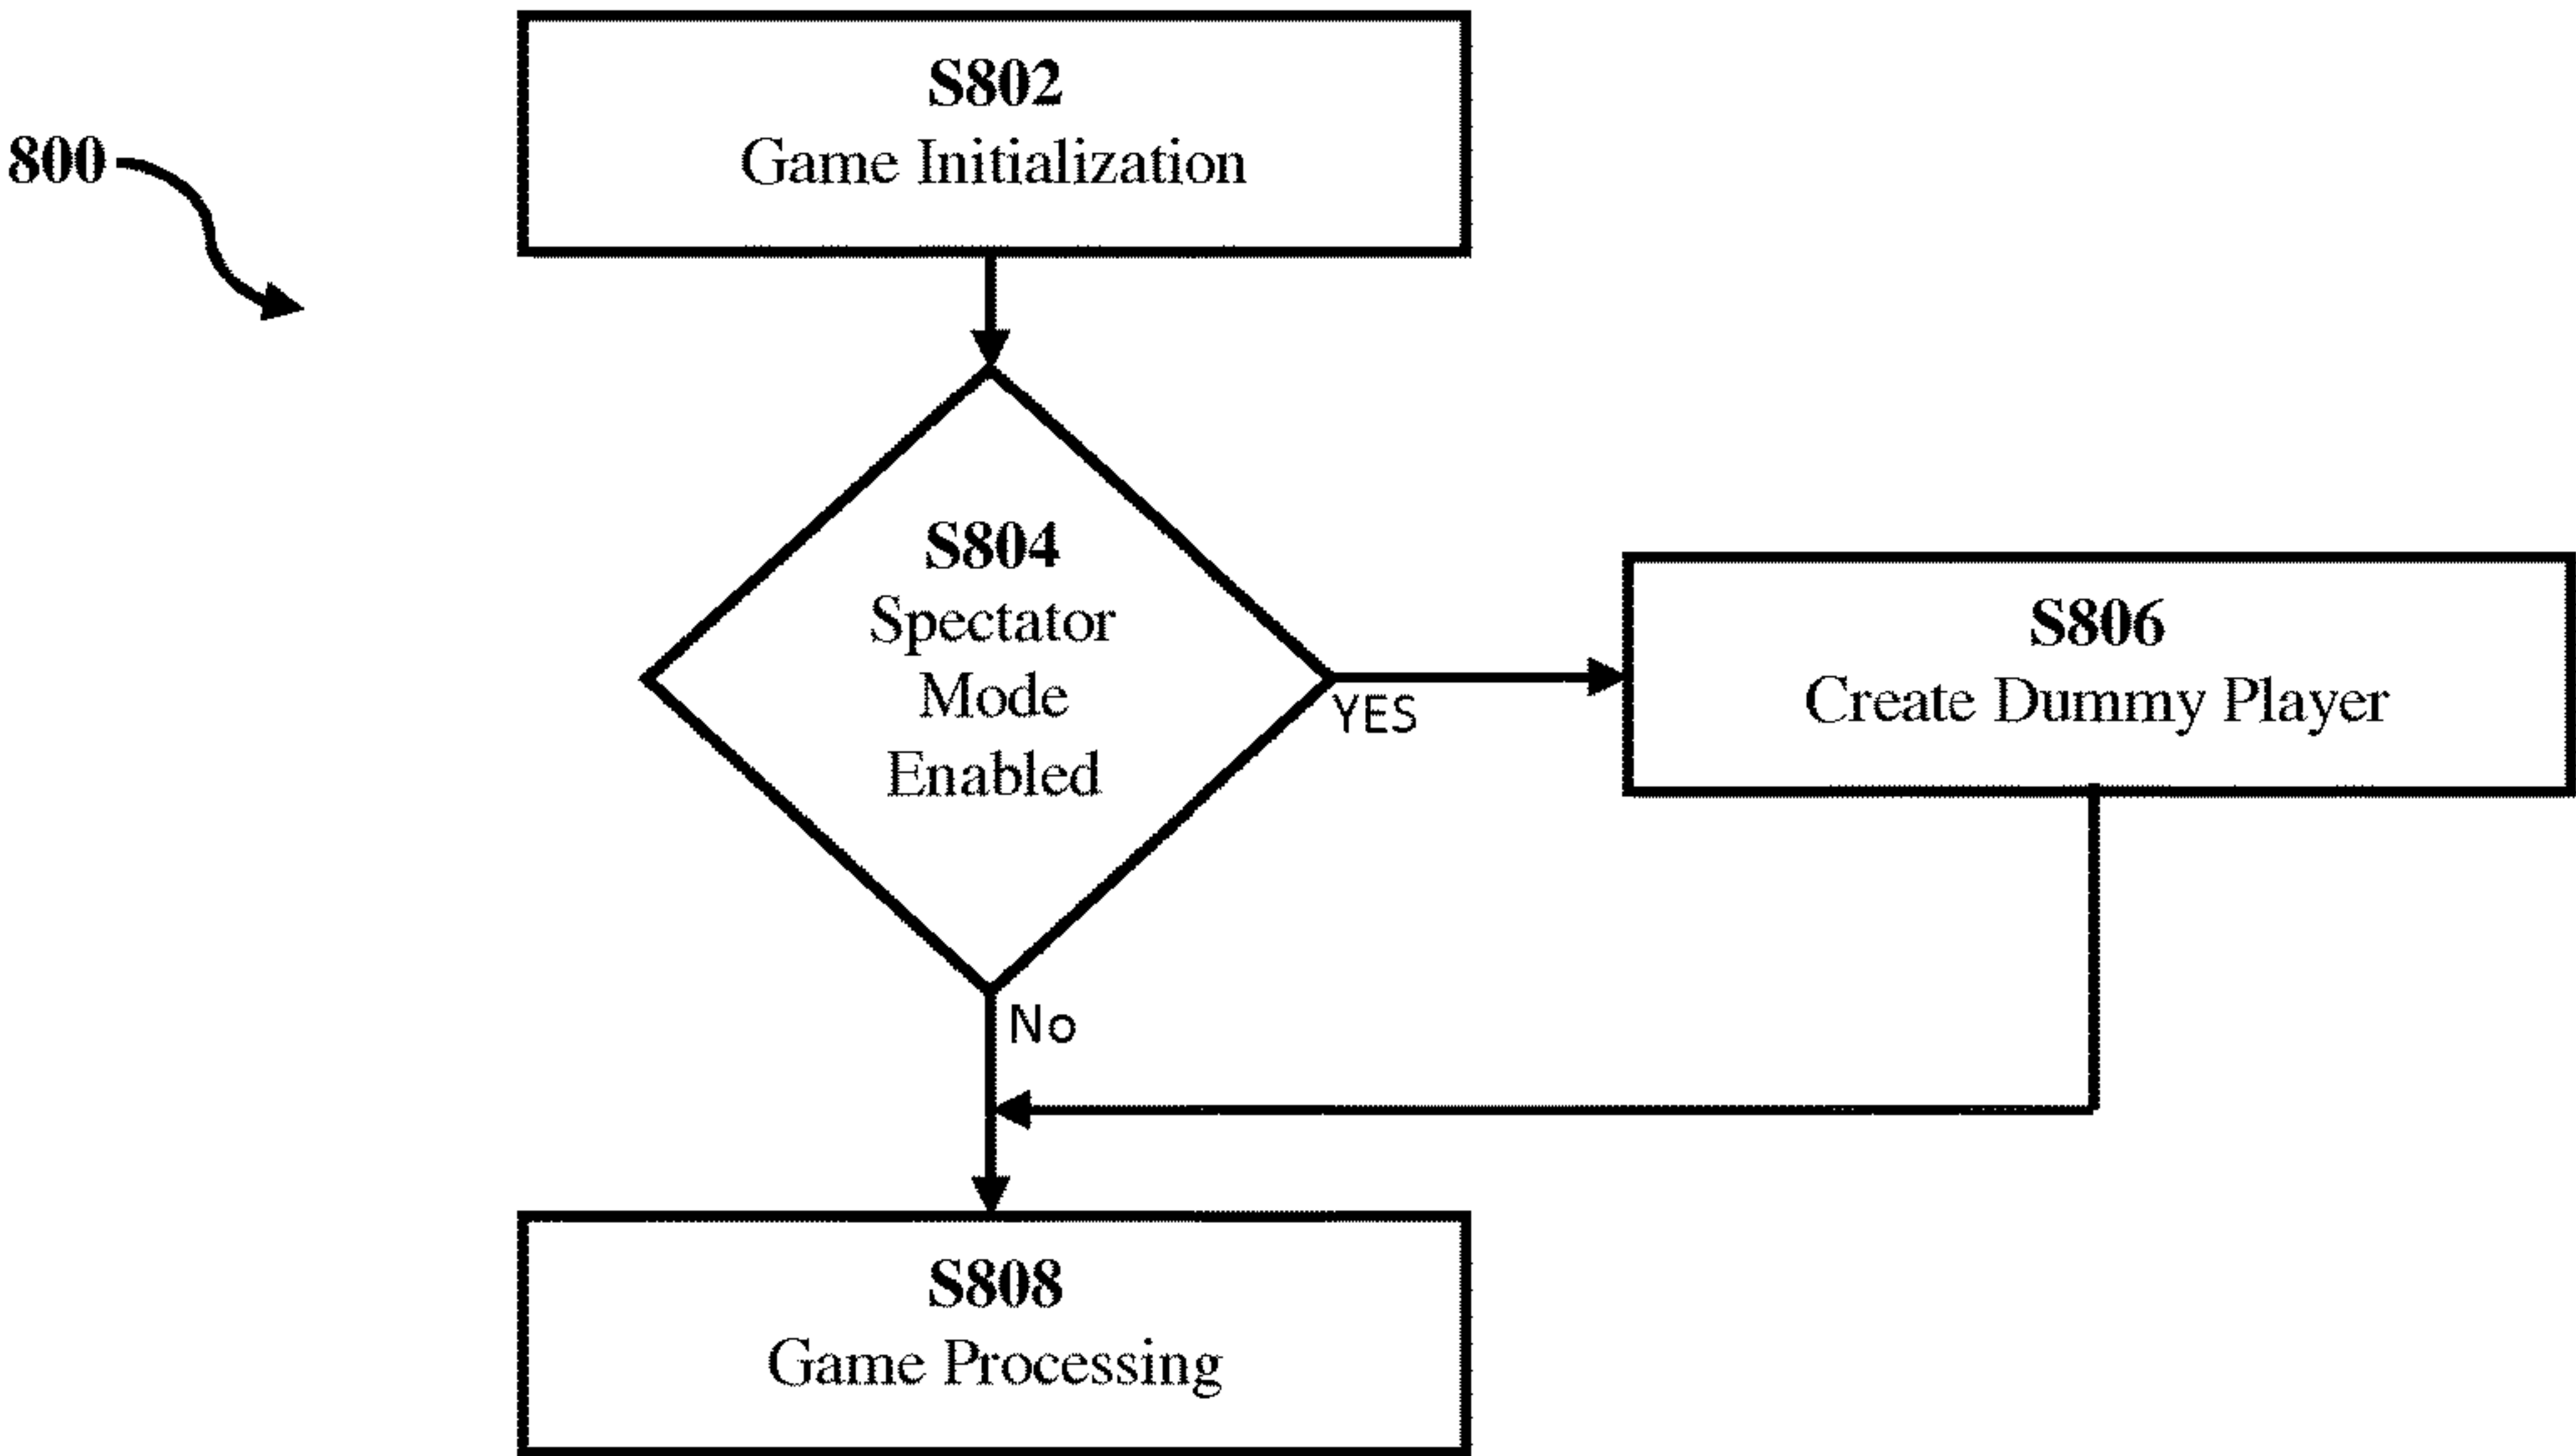 800
S802
Game Initialization
S804
Spectator
Mode
Enabled
YES
S806
Create Dummy Player
No
S808
Game Processing